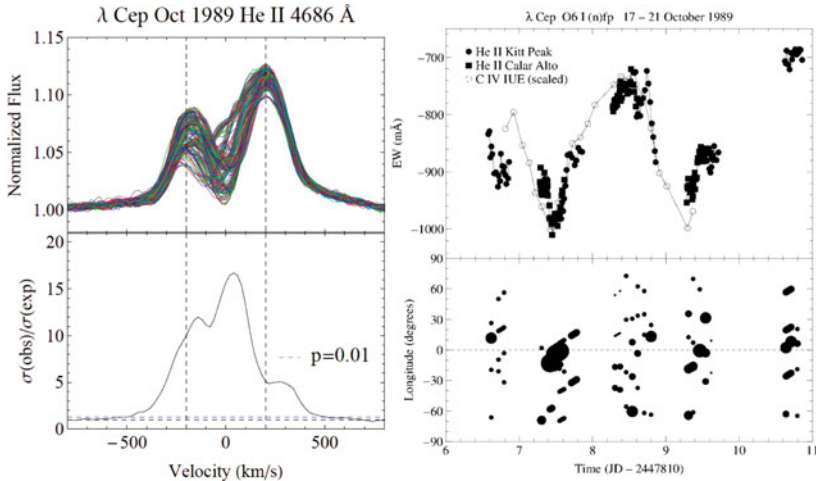 λ Cep Oct 1989 He II 4686 Å
1.15
1.10
1.05
1.00
Normalized Flux
20
15
10
5
0
σ(obs)/σ(exp)
p=0.01
−500
0
500
Velocity (km/s)
λ Cep O6 I (n)fp 17 – 21 October 1989
He II Kitt Peak
He II Calar Alto
C IV IUE (scaled)
−700
−800
−900
−1000
EW (mÅ)
90
60
30
0
−30
−60
−90
Longitude (degrees)
6
7
8
9
10
11
Time (JD – 2447810)